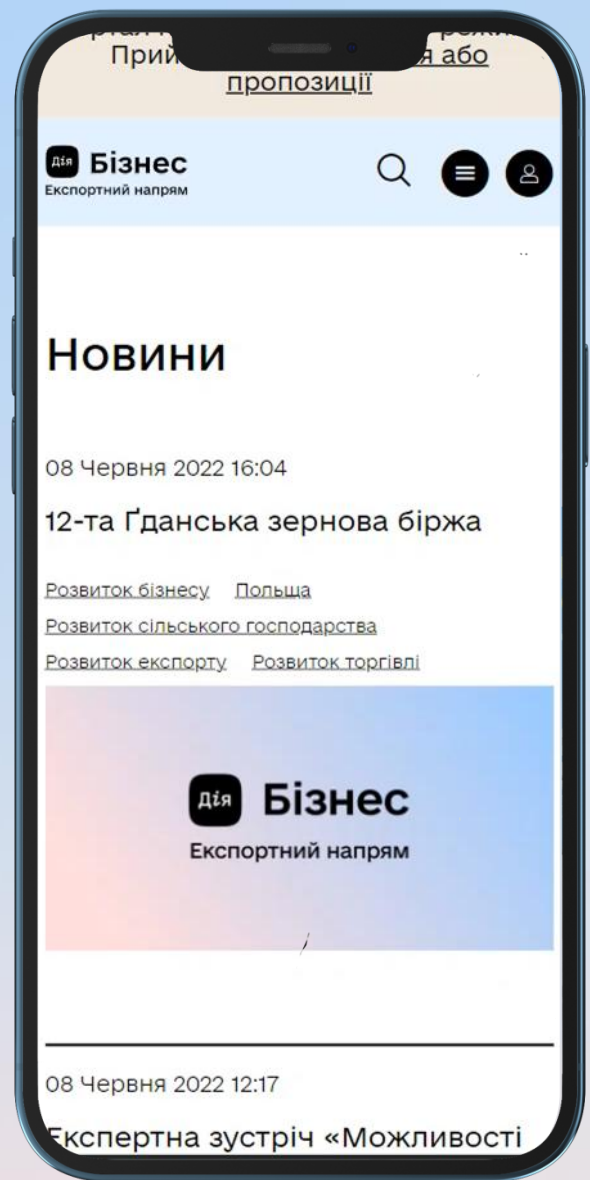 Прий
я або
пропозиції
Дія Бізнес
Експортний напрям
Новини
08 Червня 2022 16:04
12-та Ґданська зернова біржа
Розвиток бізнесу Польща
Розвиток сільського господарства
Розвиток експорту Розвиток торгівлі
Дія Бізнес
Експортний напрям
08 Червня 2022 12:17
Експертна зустріч «Можливості